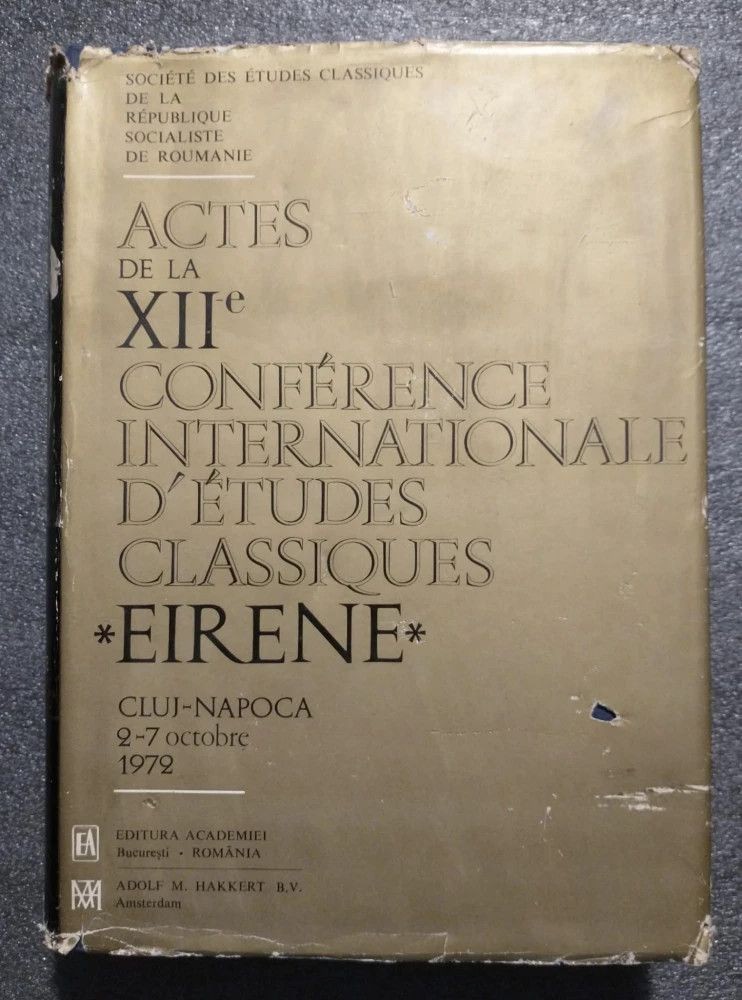 SOCIÉTÉ DES ÉTUDES CLASSIQUES
DE LA
RÉPUBLIQUE
SOCIALISTE
DE ROUMANIE
ACTES
DE LA
XIIe
CONFÉRENCE
INTERNATIONALE
D'ÉTUDES
CLASSIQUES
*EIRENE*
CLUJ-NAPOCA
2-7 octobre
1972
EA
EDITURA ACADEMIEI
București • ROMÂNIA
ADOLF M. HAKKERT B.V.
Amsterdam